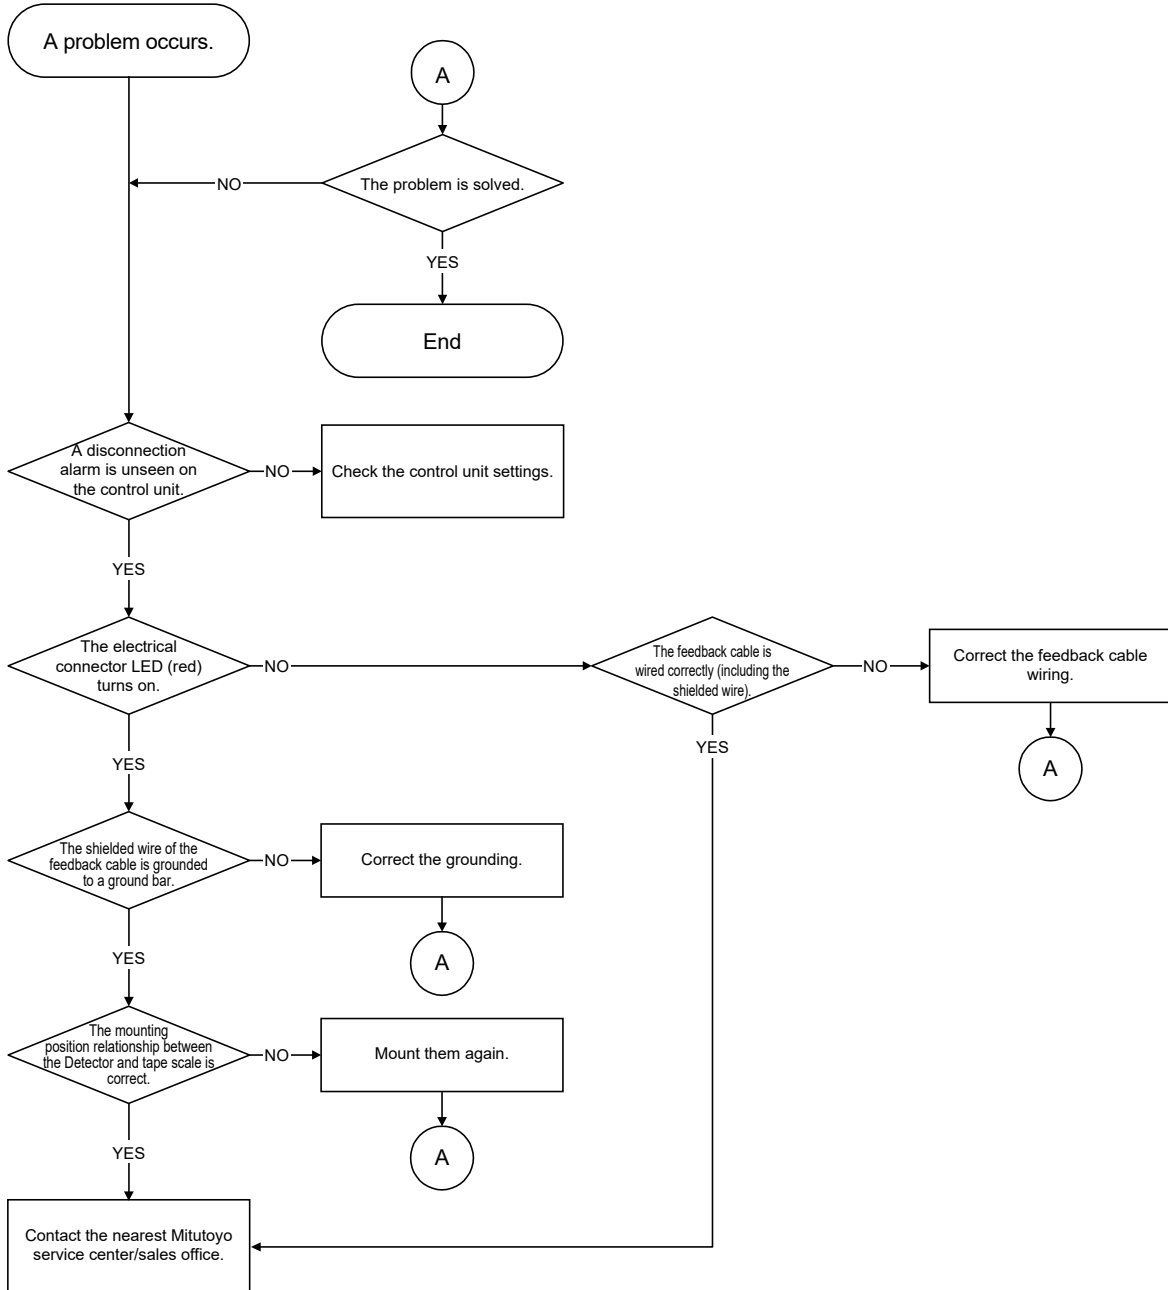 A problem occurs.
A
The problem is solved.
NO
YES
End
A disconnection
alarm is unseen on
the control unit.
NO
Check the control unit settings.
YES
The electrical
connector LED (red)
turns on.
NO
The feedback cable is
wired correctly (including the
shielded wire).
NO
Correct the feedback cable
wiring.
A
YES
YES
The shielded wire of the
feedback cable is grounded
to a ground bar.
NO
Correct the grounding.
A
YES
The mounting
position relationship between
the Detector and tape scale is
correct.
NO
Mount them again.
A
YES
Contact the nearest Mitutoyo
service center/sales office.